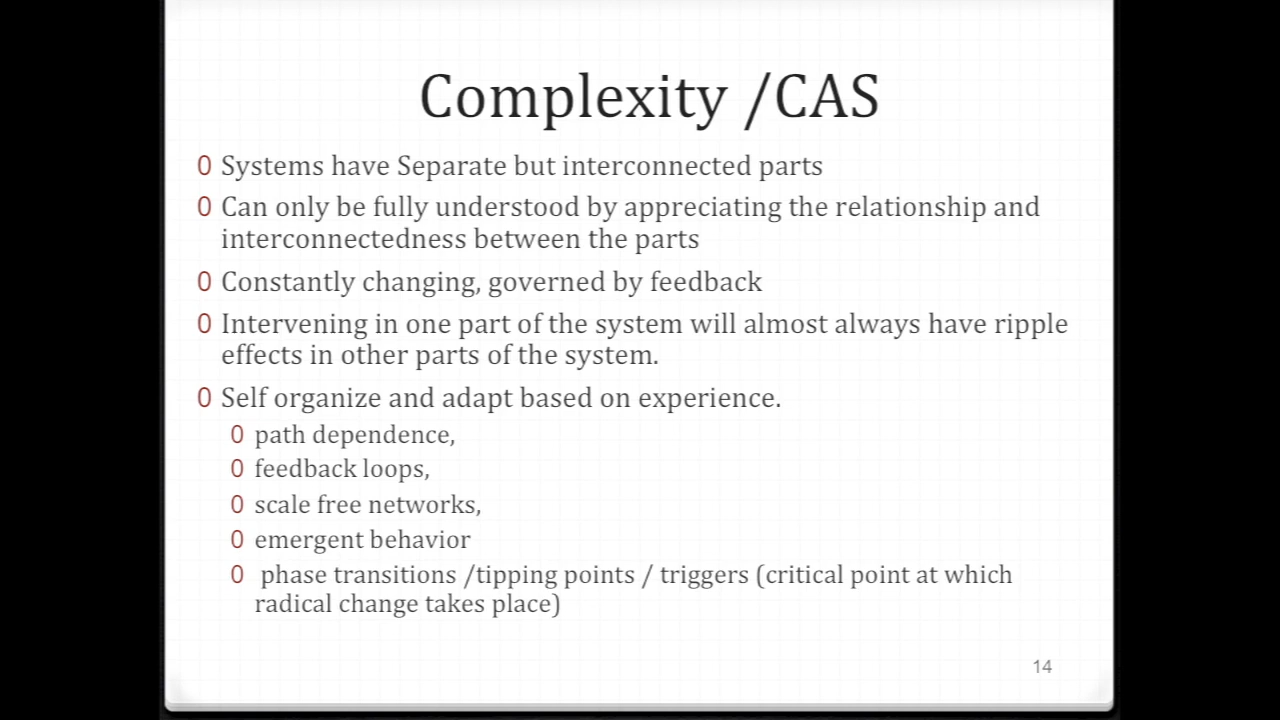 Complexity /CAS
0 Systems have Separate but interconnected parts
0 Can only be fully understood by appreciating the relationship and
interconnectedness between the parts
0 Constantly changing, governed by feedback
0 Intervening in one part of the system will almost always have ripple
effects in other parts of the system.
0 Self organize and adapt based on experience.
0 path dependence,
0 feedback loops,
0 scale free networks,
0 emergent behavior
0 phase transitions /tipping points / triggers (critical point at which
radical change takes place)
14